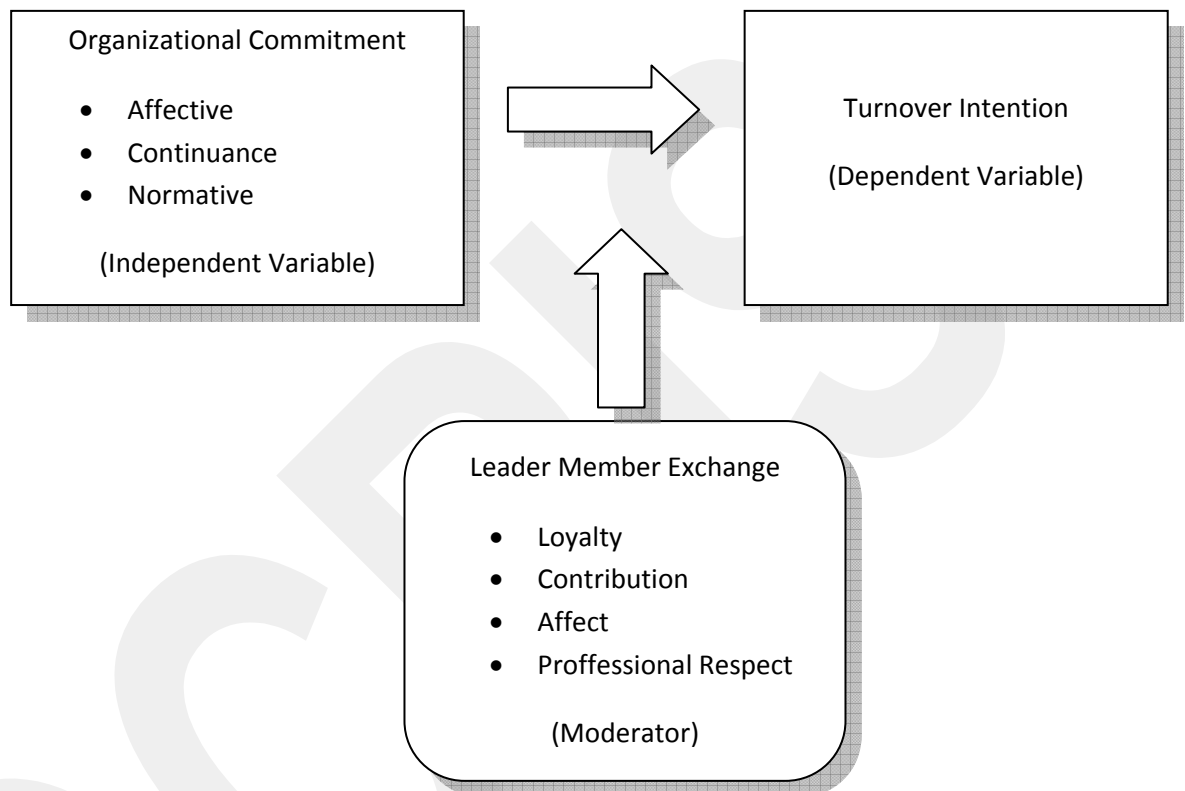 Organizational Commitment
• Affective
• Continuance
• Normative
(Independent Variable)
Turnover Intention
(Dependent Variable)
Leader Member Exchange
• Loyalty
• Contribution
• Affect
• Proffessional Respect
(Moderator)